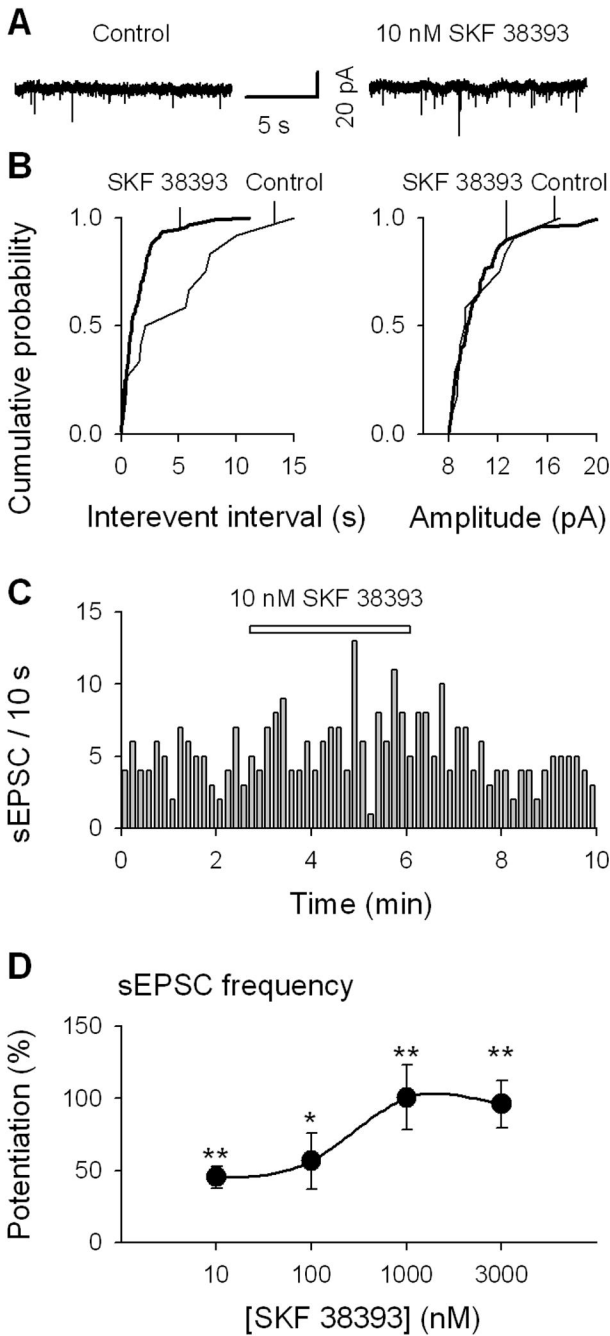 A
Control
10 nM SKF 38393
20 pA
5 s
B
SKF 38393 Control
SKF 38393 Control
Cumulative probability
1.0
0.5
0.0
0 5 10 15
Interevent interval (s)
1.0
0.5
0.0
8 12 16 20
Amplitude (pA)
C
10 nM SKF 38393
sEPSC / 10 s
15
10
5
0
0 2 4 6 8 10
Time (min)
D
sEPSC frequency
Potentiation (%)
150
100
50
0
** * ** **
10 100 1000 3000
[SKF 38393] (nM)